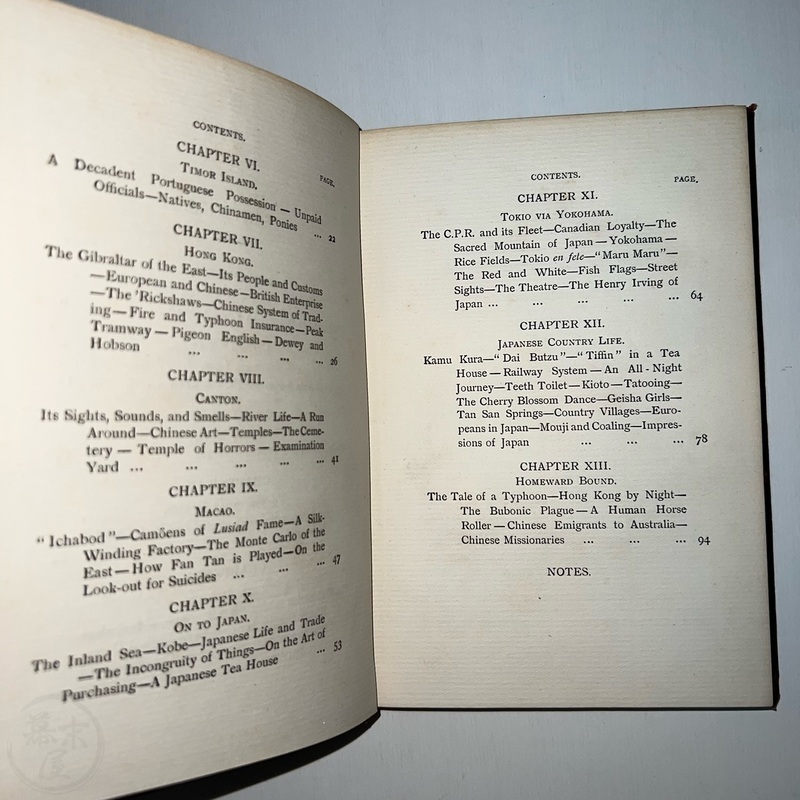 CONTENTS.
CHAPTER VI.
TIMOR ISLAND.
PAGE.
A Decadent Portuguese Possession — Unpaid
Officials—Natives, Chinamen, Ponies ... 22
CHAPTER VII.
HONG KONG.
The Gibraltar of the East—Its People and Customs
—European and Chinese—British Enterprise
—The 'Rickshaws—Chinese System of Trad-
ing — Fire and Typhoon Insurance — Peak
Tramway — Pigeon English — Dewey and
Hobson ... ... ... ... 26
CHAPTER VIII.
CANTON.
Its Sights, Sounds, and Smells—River Life—A Run
Around—Chinese Art—Temples—The Ceme-
tery — Temple of Horrors — Examination
Yard ... ... ... ... 41
CHAPTER IX.
MACAO.
"Ichabod"—Camöens of Lusiad Fame—A Silk-
Winding Factory—The Monte Carlo of the
East — How Fan Tan is Played — On the
Look-out for Suicides ... ... ... 47
CHAPTER X.
ON TO JAPAN.
The Inland Sea—Kobe—Japanese Life and Trade
—The Incongruity of Things—On the Art of
Purchasing—A Japanese Tea House ... 53
CONTENTS.
PAGE.
CHAPTER XI.
TOKIO VIA YOKOHAMA.
The C.P.R. and its Fleet—Canadian Loyalty—The
Sacred Mountain of Japan — Yokohama —
Rice Fields—Tokio en fete—"Maru Maru"—
The Red and White—Fish Flags—Street
Sights—The Theatre—The Henry Irving of
Japan ... ... ... ... ... 64
CHAPTER XII.
JAPANESE COUNTRY LIFE.
Kamu Kura—"Dai Butzu"—"Tiffin" in a Tea
House — Railway System — An All - Night
Journey—Teeth Toilet—Kioto—Tatooing—
The Cherry Blossom Dance—Geisha Girls—
Tan San Springs—Country Villages—Euro-
peans in Japan—Mouji and Coaling—Impres-
sions of Japan ... ... ... 78
CHAPTER XIII.
HOMEWARD BOUND.
The Tale of a Typhoon—Hong Kong by Night—
The Bubonic Plague — A Human Horse
Roller — Chinese Emigrants to Australia—
Chinese Missionaries ... ... ... 94
NOTES.
幕末屋